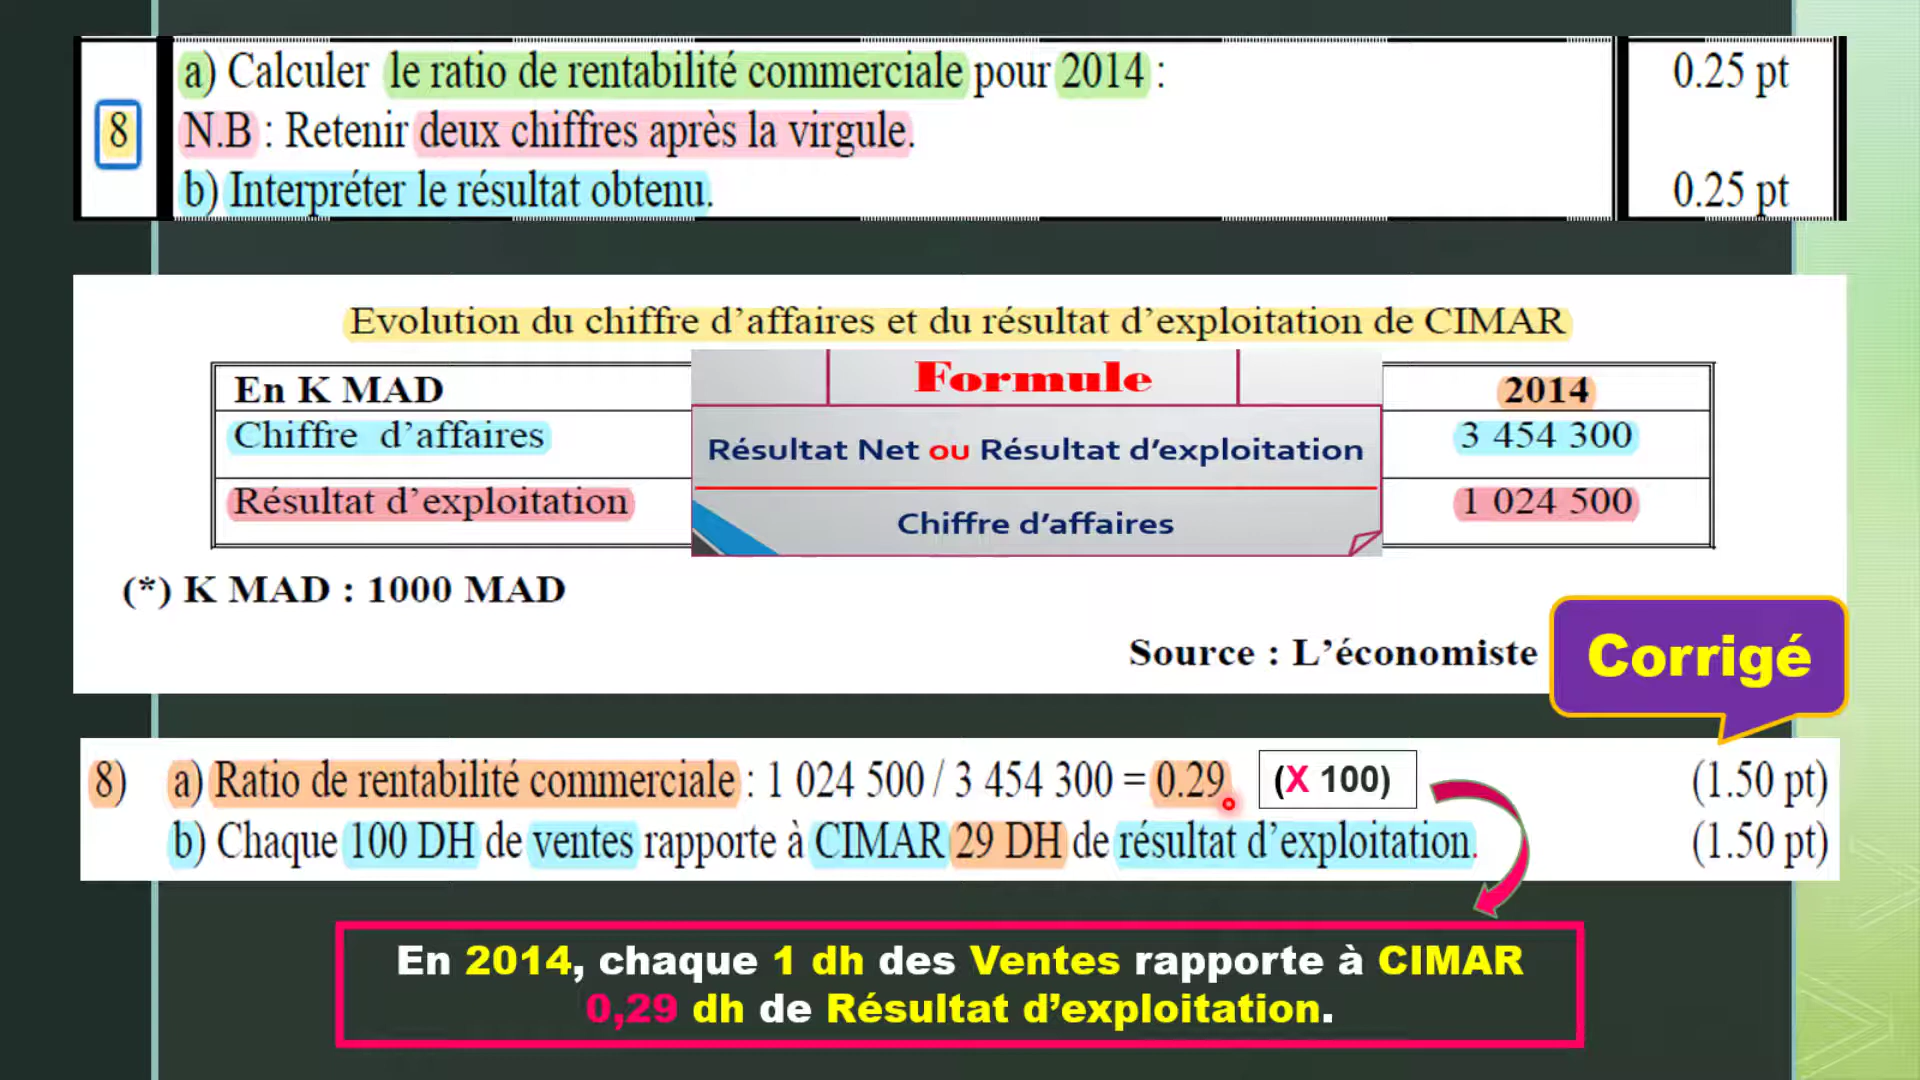 8
a) Calculer le ratio de rentabilité commerciale pour 2014 : 0.25 pt
N.B : Retenir deux chiffres après la virgule.
b) Interpréter le résultat obtenu. 0.25 pt
Evolution du chiffre d’affaires et du résultat d’exploitation de CIMAR
En K MAD 2014
Chiffre d’affaires 3 454 300
Résultat d’exploitation 1 024 500
Formule
Résultat Net ou Résultat d’exploitation
Chiffre d’affaires
(*) K MAD : 1000 MAD
Source : L’économiste
Corrigé
8) a) Ratio de rentabilité commerciale : 1 024 500 / 3 454 300 = 0.29 (X 100) (1.50 pt)
b) Chaque 100 DH de ventes rapporte à CIMAR 29 DH de résultat d’exploitation. (1.50 pt)
En 2014, chaque 1 dh des Ventes rapporte à CIMAR
0,29 dh de Résultat d’exploitation.